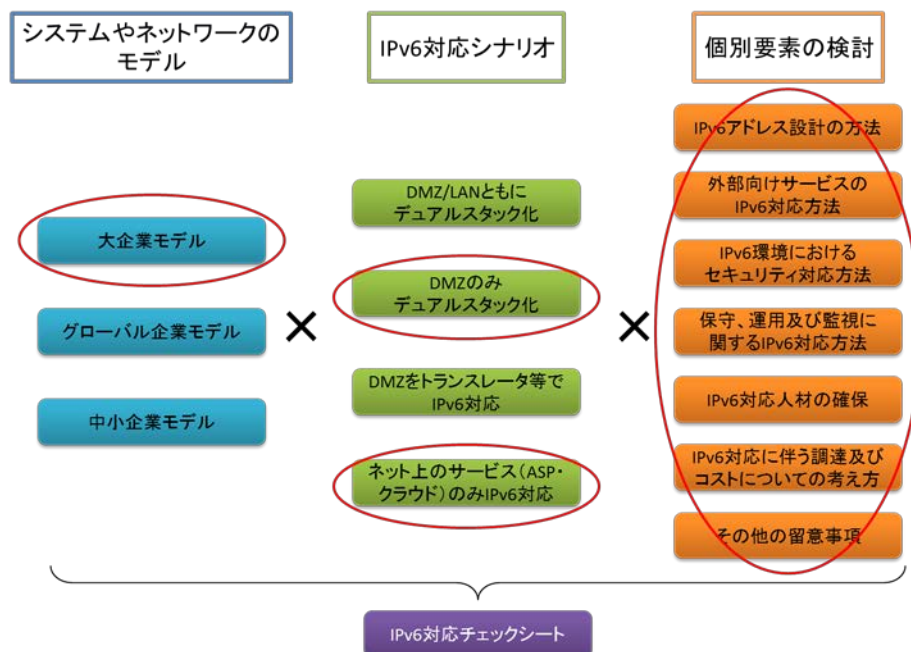 システムやネットワークの
モデル
IPv6対応シナリオ
個別要素の検討
大企業モデル
グローバル企業モデル
中小企業モデル
×
DMZ/LANともに
デュアルスタック化
DMZのみ
デュアルスタック化
DMZをトランスレータ等で
IPv6対応
ネット上のサービス(ASP・
クラウド)のみIPv6対応
×
IPv6アドレス設計の方法
外部向けサービスの
IPv6対応方法
IPv6環境における
セキュリティ対応方法
保守、運用及び監視に
関するIPv6対応方法
IPv6対応人材の確保
IPv6対応に伴う調達及び
コストについての考え方
その他の留意事項
IPv6対応チェックシート